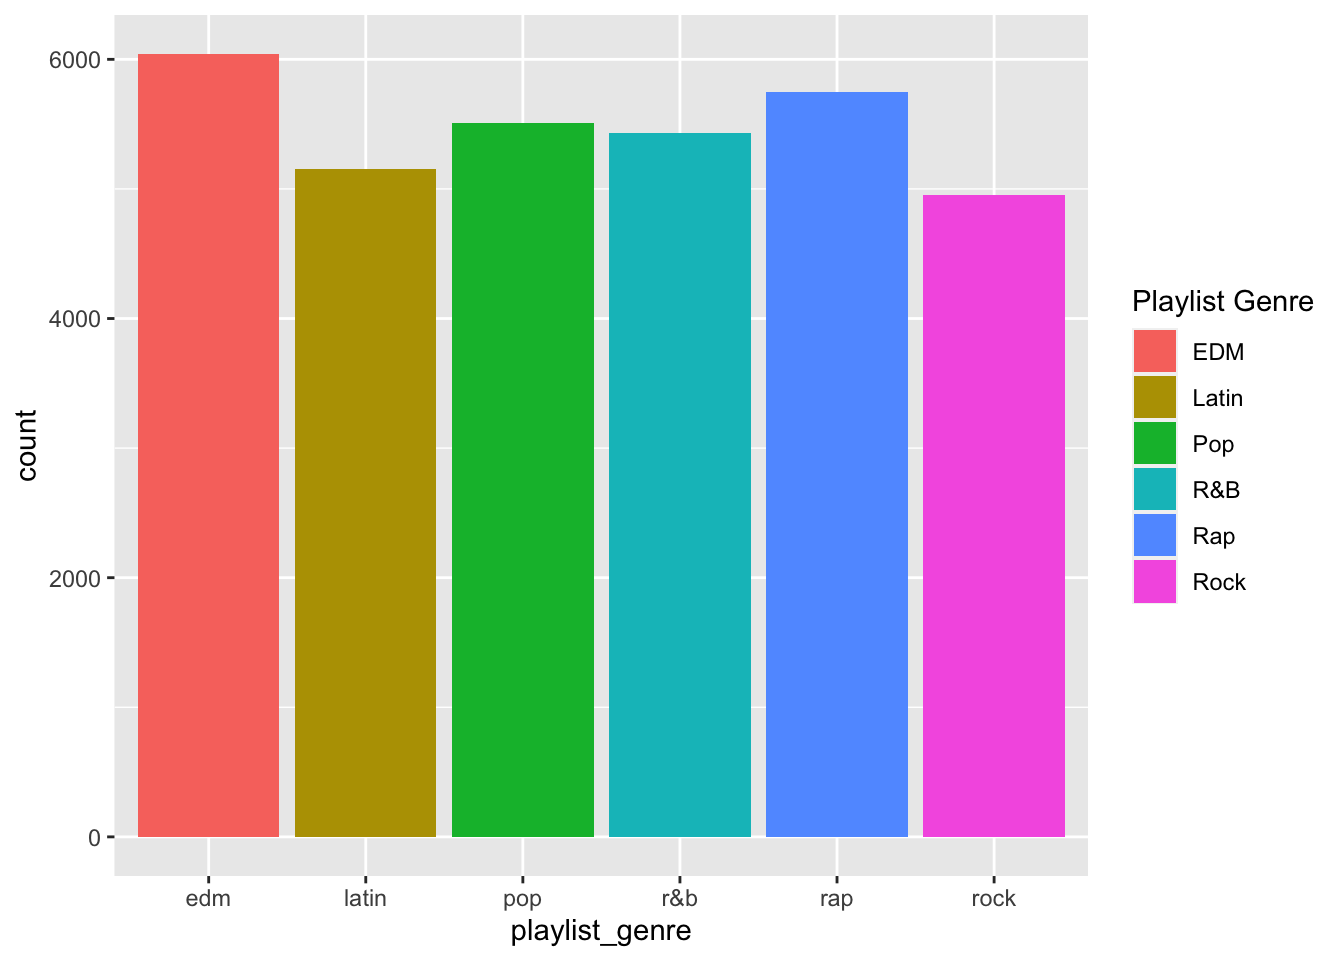 6000
4000
2000
0
count
edm latin pop r&b rap rock
playlist_genre
Playlist Genre
EDM
Latin
Pop
R&B
Rap
Rock